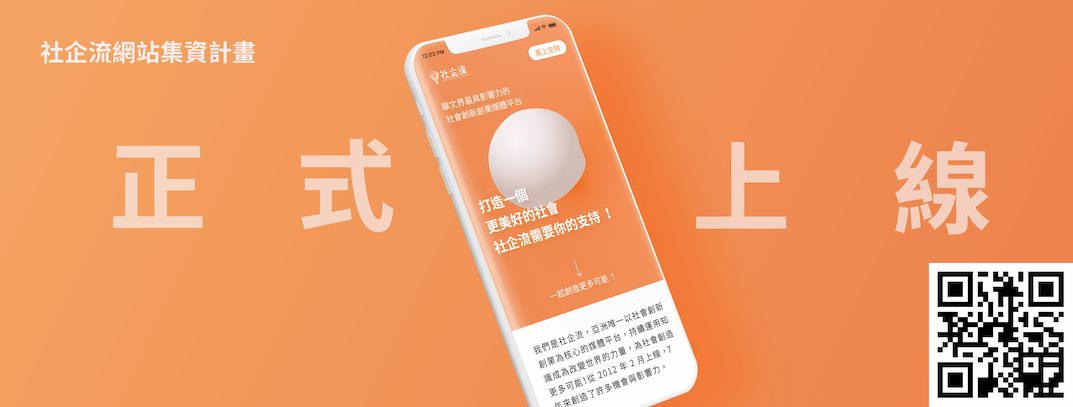 社企流網站集資計畫
正式上線
12:03 PM
社企流
馬上支持
華文界最具影響力的
社會創新創業媒體平台
打造一個
更美好的社會
社企流需要你的支持！
一起創造更多可能！
我們是社企流，亞洲唯一以社會創新
創業為核心的媒體平台，持續運用知
識成為改變世界的力量，為社會創造
更多可能！從 2012 年 2 月上線，7
年來創造了許多機會與影響力。